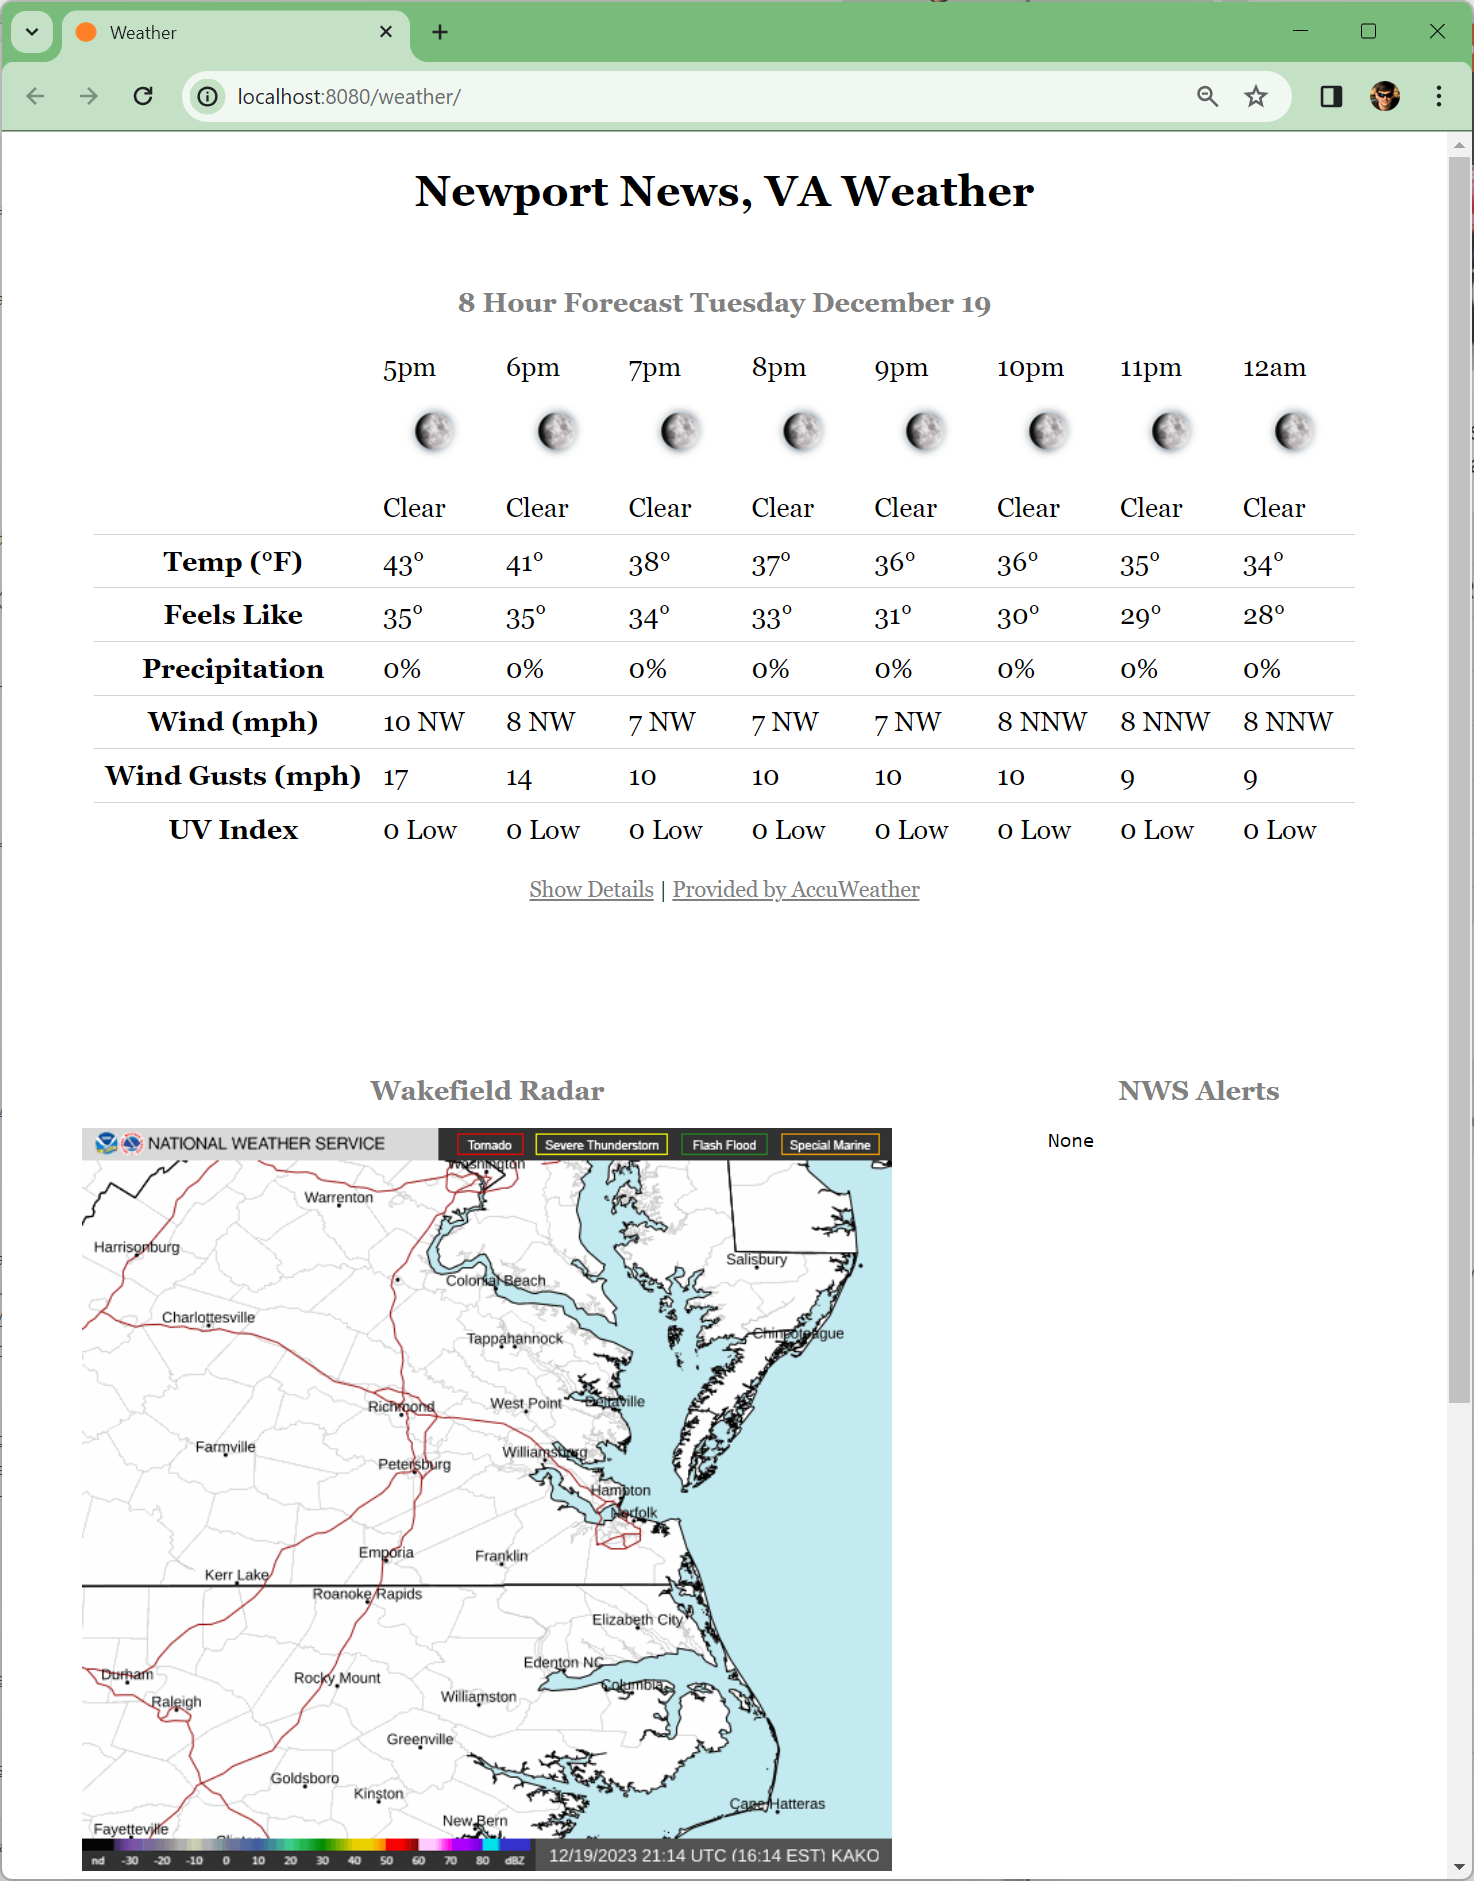 Weather
localhost:8080/weather/
Newport News, VA Weather
8 Hour Forecast Tuesday December 19
5pm 6pm 7pm 8pm 9pm 10pm 11pm 12am
Clear Clear Clear Clear Clear Clear Clear Clear
Temp (°F) 43° 41° 38° 37° 36° 36° 35° 34°
Feels Like 35° 35° 34° 33° 31° 30° 29° 28°
Precipitation 0% 0% 0% 0% 0% 0% 0% 0%
Wind (mph) 10 NW 8 NW 7 NW 7 NW 7 NW 8 NNW 8 NNW 8 NNW
Wind Gusts (mph) 17 14 10 10 10 10 9 9
UV Index 0 Low 0 Low 0 Low 0 Low 0 Low 0 Low 0 Low 0 Low
Show Details | Provided by AccuWeather
Wakefield Radar
NATIONAL WEATHER SERVICE Tornado Severe Thunderstorm Flash Flood Special Marine
Washington
Warrenton
Harrisonburg
Salisbury
Colonial Beach
Charlottesville
Chincoteague
Tappahannock
Deltaville
West Point
Richmond
Farmville
Williamsburg
Petersburg
Hampton
Norfolk
Emporia
Franklin
Kerr Lake
Roanoke Rapids
Elizabeth City
Edenton NC
Durham
Rocky Mount
Columbia
Williamston
Raleigh
Greenville
Goldsboro
Kinston
Cape Hatteras
New Bern
Fayetteville
nd -30 -20 -10 0 10 20 30 40 50 60 70 80 dBZ
12/19/2023 21:14 UTC (16:14 EST) KAKQ
NWS Alerts
None